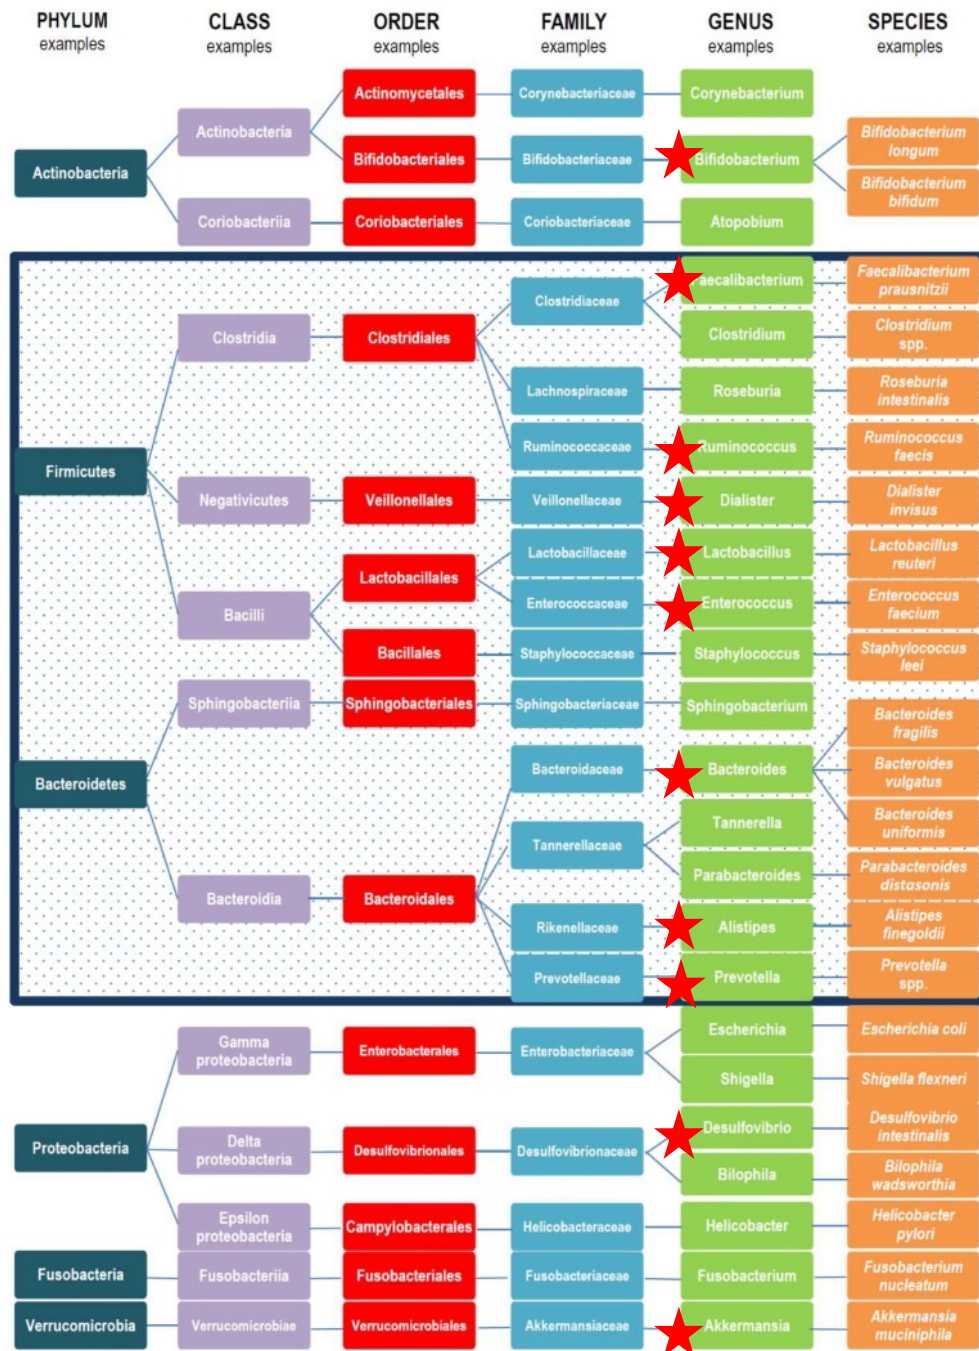 PHYLUM CLASS ORDER FAMILY GENUS SPECIES
examples examples examples examples examples examples
Actinomycetales Corynebacteriaceae Corynebacterium
Actinobacteria
Bifidobacterium
longum
Bifidobacteriales Bifidobacteriaceae Bifidobacterium
Actinobacteria
Bifidobacterium
bifidum
Coriobacteriia Coriobacteriales Coriobacteriaceae Atopobium
Faecalibacterium
Faecalibacterium
prausnitzii
Clostridiaceae
Clostridia Clostridiales Clostridium
Clostridium
spp.
Lachnospiraceae Roseburia
Roseburia
intestinalis
Ruminococcaceae Ruminococcus
Ruminococcus
faecis
Firmicutes
Negativicutes Veillonellales Veillonellaceae Dialister
Dialister
invisus
Lactobacillaceae Lactobacillus
Lactobacillus
reuteri
Lactobacillales
Enterococcaceae Enterococcus
Enterococcus
faecium
Bacilli
Bacillales Staphylococcaceae Staphylococcus
Staphylococcus
leei
Sphingobacteriia Sphingobacteriales Sphingobacteriaceae Sphingobacterium
Bacteroides
fragilis
Bacteroidetes
Bacteroidaceae Bacteroides
Bacteroides
vulgatus
Tannerella
Bacteroides
uniformis
Tannerellaceae
Parabacteroides
Parabacteroides
distasonis
Bacteroidia Bacteroidales
Rikenellaceae Alistipes
Alistipes
finegoldii
Prevotellaceae Prevotella
Prevotella
spp.
Escherichia Escherichia coli
Gamma
proteobacteria
Enterobacterales Enterobacteriaceae
Shigella Shigella flexneri
Desulfovibrio
Desulfovibrio
intestinalis
Proteobacteria
Delta
proteobacteria
Desulfovibrionales Desulfovibrionaceae
Bilophila
Bilophila
wadsworthia
Epsilon
proteobacteria
Campylobacterales Helicobacteraceae Helicobacter
Helicobacter
pylori
Fusobacteria Fusobacteriia Fusobacteriales Fusobacteriaceae Fusobacterium
Fusobacterium
nucleatum
Verrucomicrobia Verrucomicrobiae Verrucomicrobiales Akkermansiaceae Akkermansia
Akkermansia
muciniphila